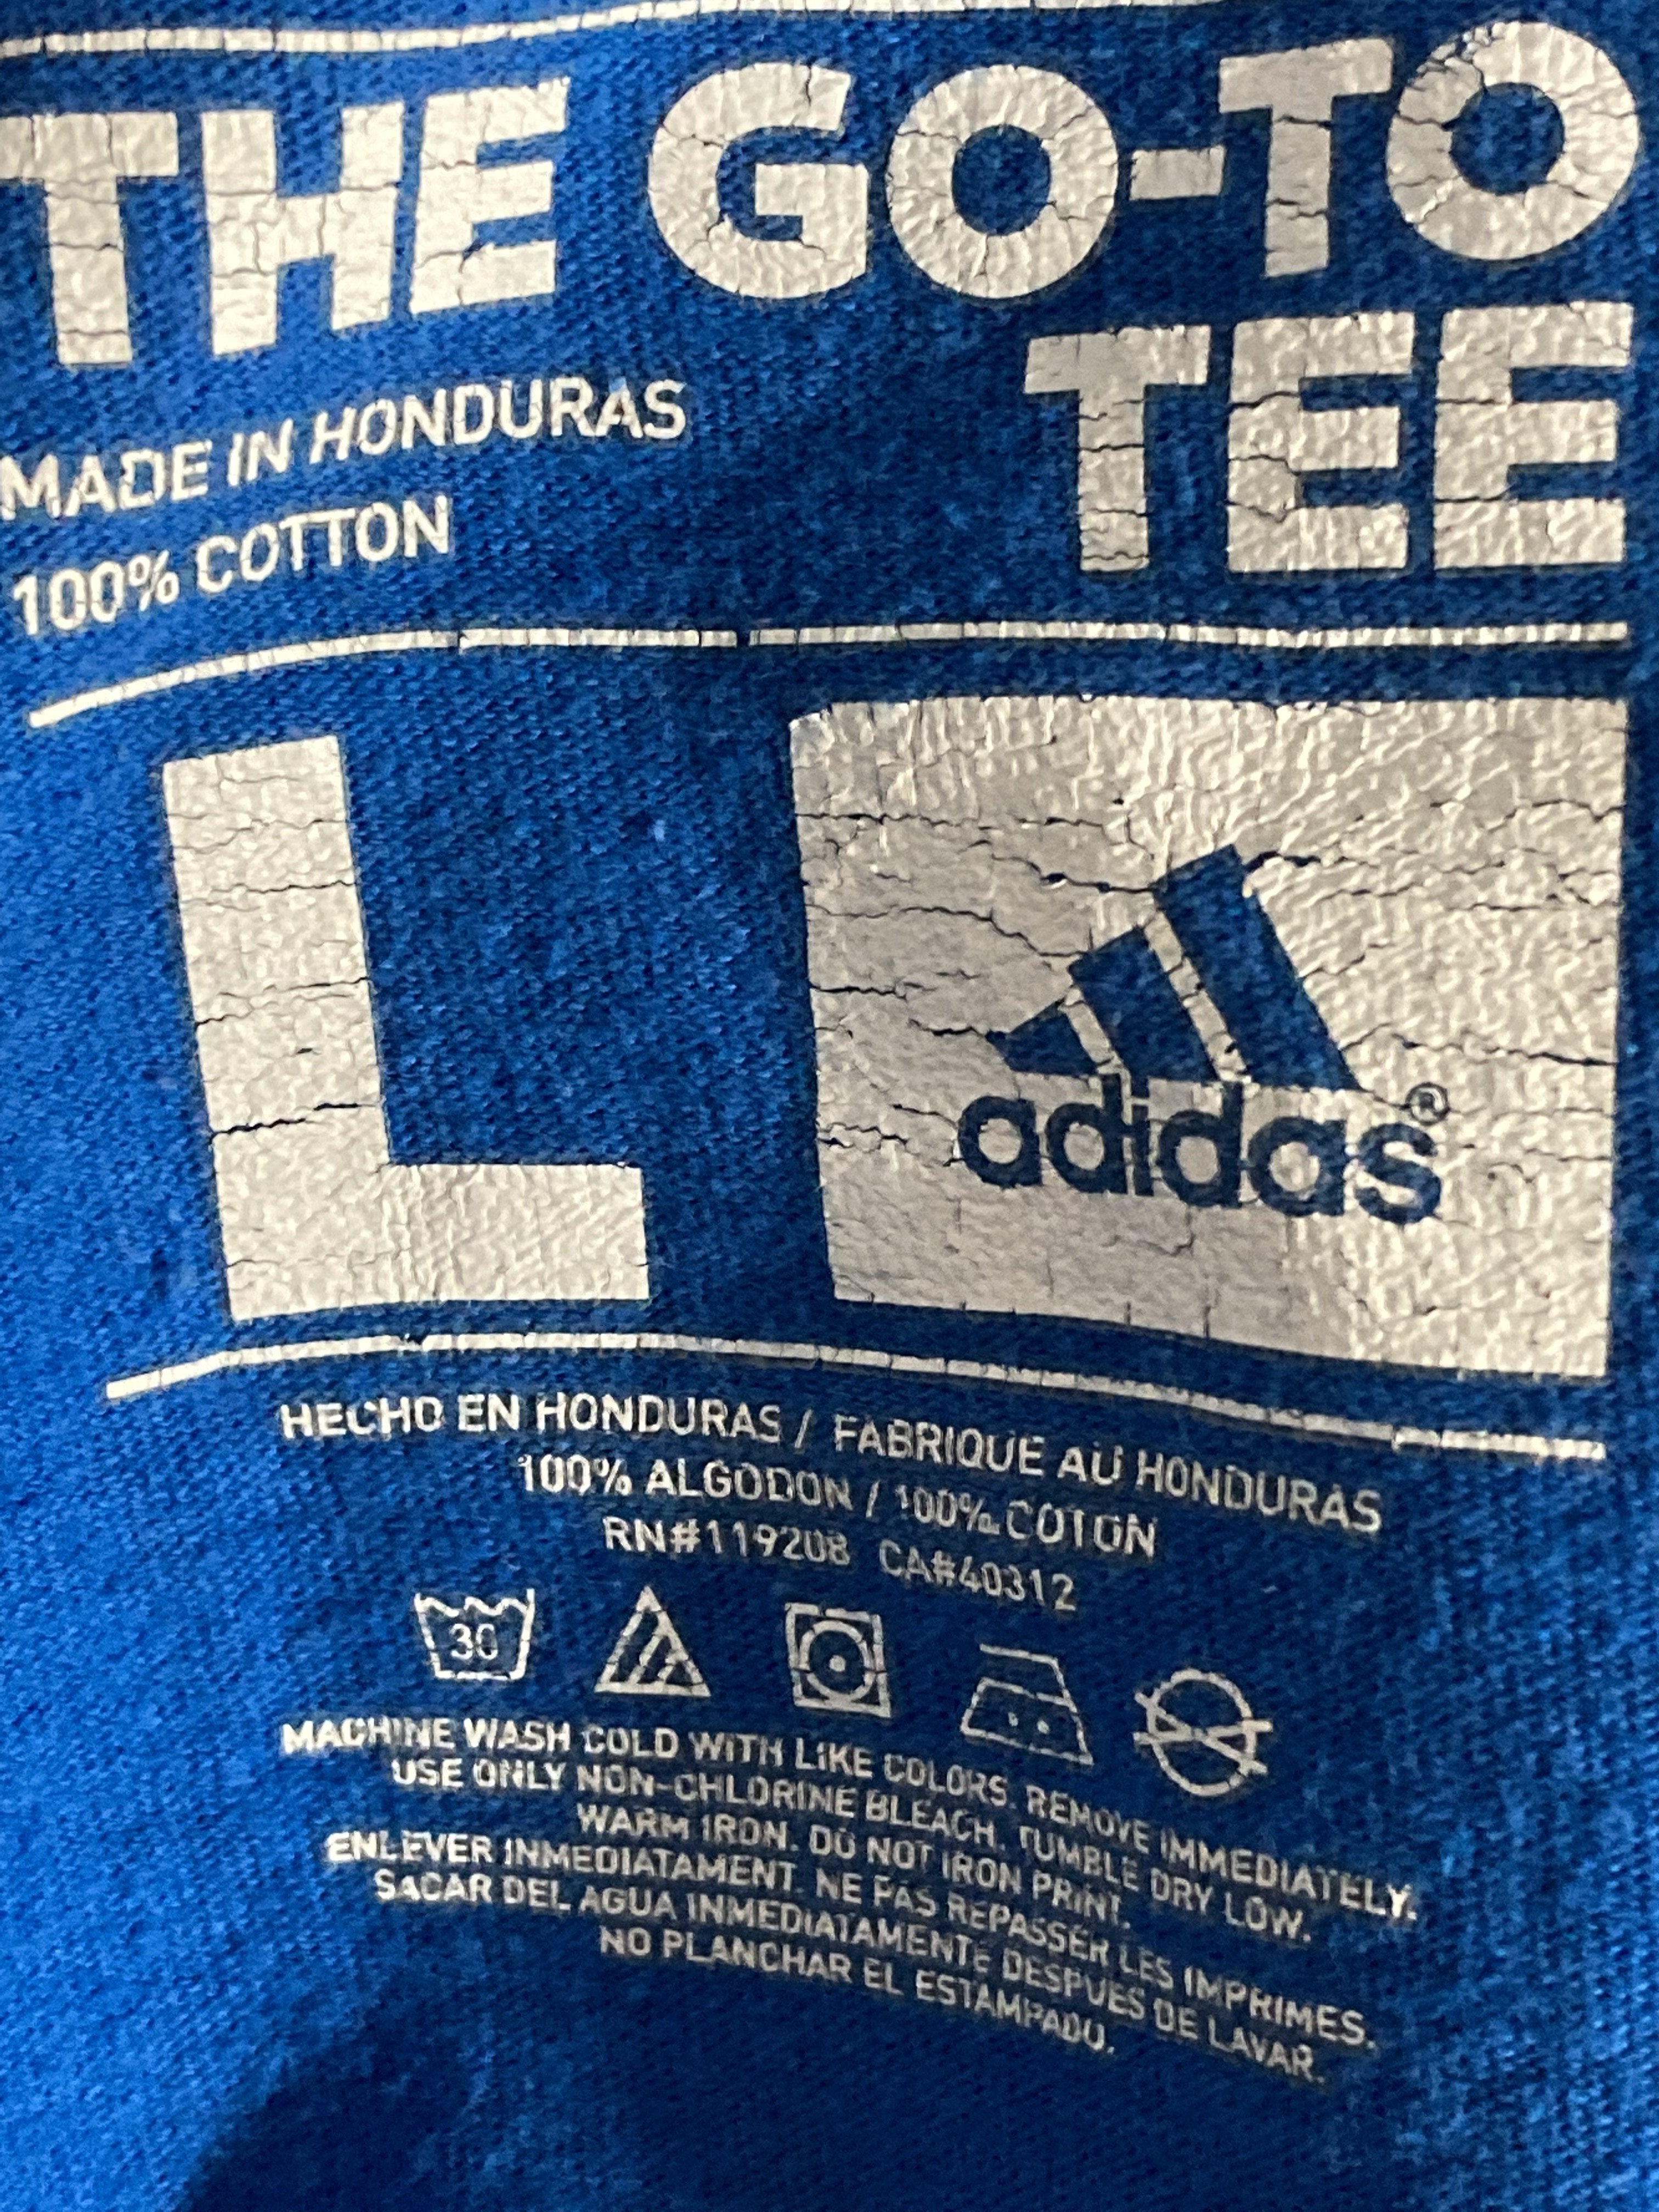 THE GO-TO
TEE
MADE IN HONDURAS
100% COTTON
L
adidas®
HECHO EN HONDURAS / FABRIQUE AU HONDURAS
100% ALGODON / 100% COTON
RN#119208 CA#40312
30
MACHINE WASH COLD WITH LIKE COLORS. REMOVE IMMEDIATELY.
USE ONLY NON-CHLORINE BLEACH. TUMBLE DRY LOW.
WARM IRON. DO NOT IRON PRINT.
ENLEVER INMEDIATAMENT. NE PAS REPASSER LES IMPRIMES.
SACAR DEL AGUA INMEDIATAMENTE DESPUES DE LAVAR.
NO PLANCHAR EL ESTAMPADO.